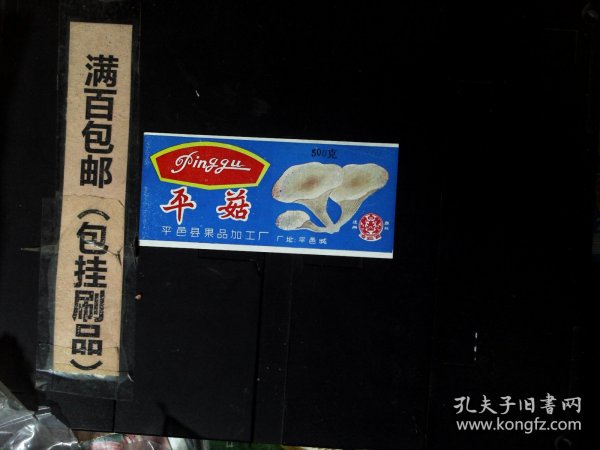 满百包邮（包挂刷品）
Pinggu
500克
平菇
平邑县果品加工厂 厂址:平邑城
孔夫子旧書网
www.kongfz.com